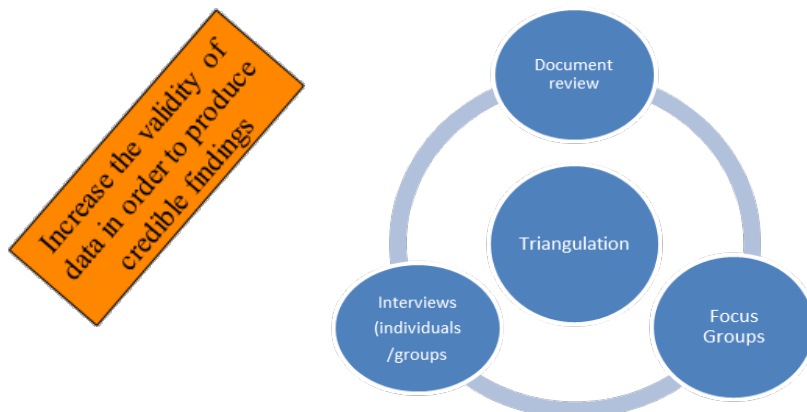 Increase the validity of
data in order to produce
credible findings
Document
review
Triangulation
Interviews
(individuals
/groups
Focus
Groups